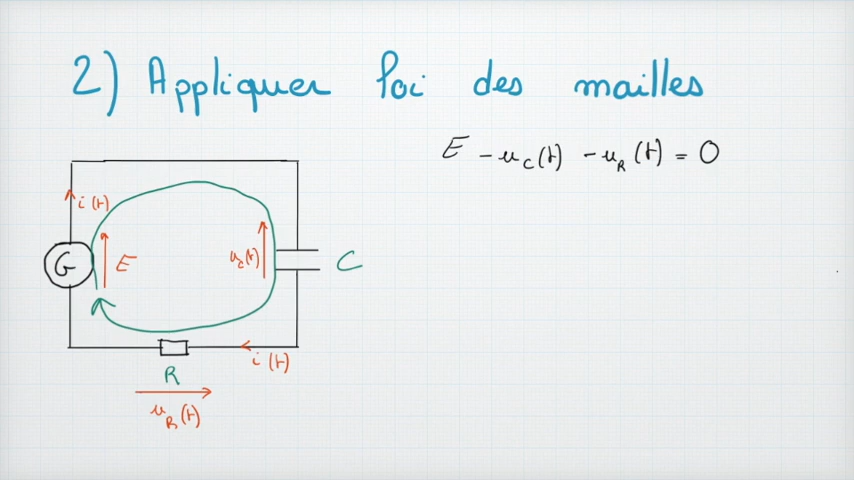 2) Appliquer loi des mailles
E - u_C(t) - u_R(t) = 0
i(t)
G
E
u_C(t)
C
i(t)
R
u_R(t)